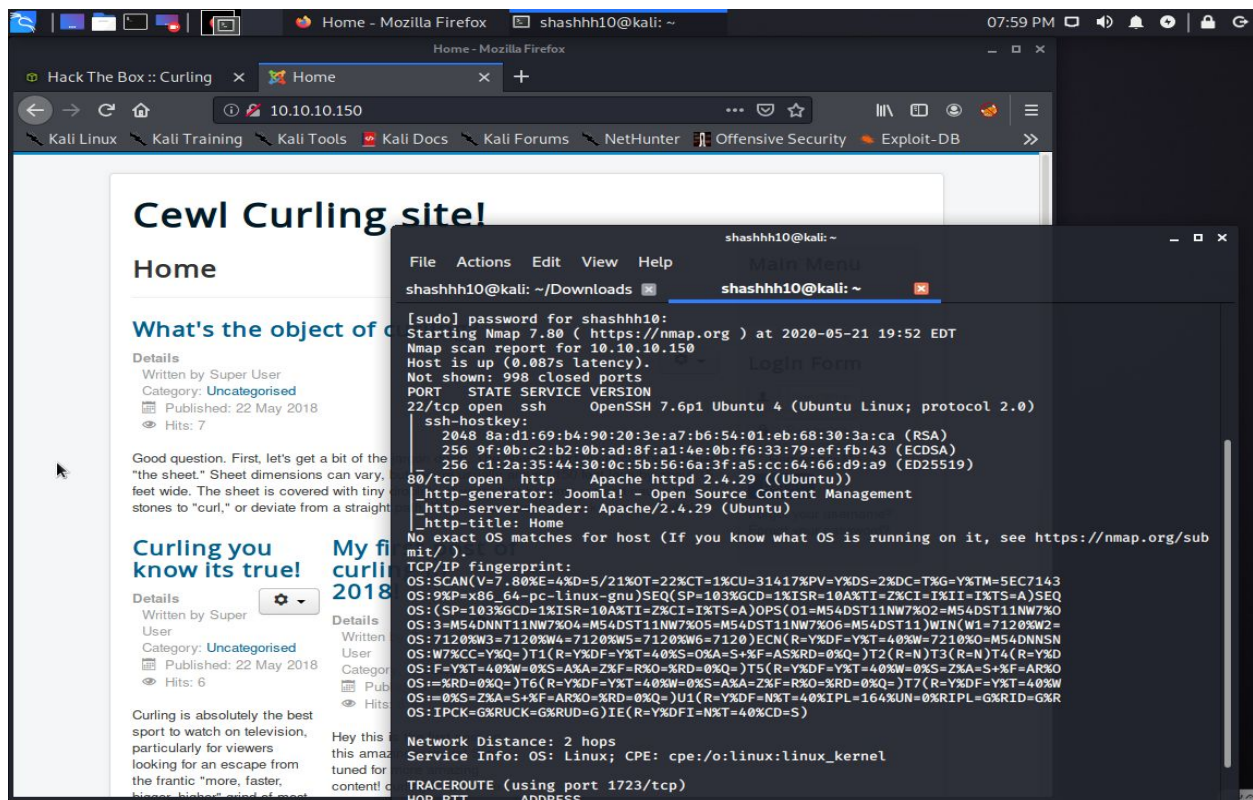 Home - Mozilla Firefox
shashhh10@kali: ~
07:59 PM
Home - Mozilla Firefox
Hack The Box :: Curling
Home
10.10.10.150
Kali Linux
Kali Training
Kali Tools
Kali Docs
Kali Forums
NetHunter
Offensive Security
Exploit-DB
Cewl Curling site!
Home
What's the object of
Details
Written by Super User
Category: Uncategorised
Published: 22 May 2018
Hits: 7
Good question. First, let's get a bit of the
"the sheet." Sheet dimensions can vary,
feet wide. The sheet is covered with tiny
stones to "curl," or deviate from a straight
Curling you
know its true!
Details
Written by Super
User
Category: Uncategorised
Published: 22 May 2018
Hits: 6
Curling is absolutely the best
sport to watch on television,
particularly for viewers
looking for an escape from
the frantic "more, faster,
bigger, higher" grind of most
My
2018
Details
Written
User
Hits:
Hey this
this
tuned for
content!
Main Menu
Login Form
shashhh10@kali: ~
File Actions Edit View Help
shashhh10@kali: ~/Downloads
shashhh10@kali: ~
[sudo] password for shashhh10:
Starting Nmap 7.80 ( https://nmap.org ) at 2020-05-21 19:52 EDT
Nmap scan report for 10.10.10.150
Host is up (0.087s latency).
Not shown: 998 closed ports
PORT   STATE SERVICE VERSION
22/tcp open  ssh     OpenSSH 7.6p1 Ubuntu 4 (Ubuntu Linux; protocol 2.0)
| ssh-hostkey:
|   2048 8a:d1:69:b4:90:20:3e:a7:b6:54:01:eb:68:30:3a:ca (RSA)
|   256 9f:0b:c2:b2:0b:ad:8f:a1:4e:0b:f6:33:79:ef:fb:43 (ECDSA)
|_  256 c1:2a:35:44:30:0c:5b:56:6a:3f:a5:cc:64:66:d9:a9 (ED25519)
80/tcp open  http    Apache httpd 2.4.29 ((Ubuntu))
|_http-generator: Joomla! - Open Source Content Management
|_http-server-header: Apache/2.4.29 (Ubuntu)
|_http-title: Home
No exact OS matches for host (If you know what OS is running on it, see https://nmap.org/sub
mit/ ).
TCP/IP fingerprint:
OS:SCAN(V=7.80%E=4%D=5/21%OT=22%CT=1%CU=31417%PV=Y%DS=2%DC=T%G=Y%TM=5EC7143
OS:9%P=x86_64-pc-linux-gnu)SEQ(SP=103%GCD=1%ISR=10A%TI=Z%CI=I%II=I%TS=A)SEQ
OS:(SP=103%GCD=1%ISR=10A%TI=Z%CI=I%TS=A)OPS(O1=M54DST11NW7%O2=M54DST11NW7%O
OS:3=M54DNNT11NW7%O4=M54DST11NW7%O5=M54DST11NW7%O6=M54DST11)WIN(W1=7120%W2=
OS:7120%W3=7120%W4=7120%W5=7120%W6=7120)ECN(R=Y%DF=Y%T=40%W=7210%O=M54DNNSN
OS:W7%CC=Y%Q=)T1(R=Y%DF=Y%T=40%S=O%A=S+%F=AS%RD=0%Q=)T2(R=N)T3(R=N)T4(R=Y%D
OS:F=Y%T=40%W=0%S=A%A=Z%F=R%O=%RD=0%Q=)T5(R=Y%DF=Y%T=40%W=0%S=Z%A=S+%F=AR%O
OS:=%RD=0%Q=)T6(R=Y%DF=Y%T=40%W=0%S=A%A=Z%F=R%O=%RD=0%Q=)T7(R=Y%DF=Y%T=40%W
OS:=0%S=Z%A=S+%F=AR%O=%RD=0%Q=)U1(R=Y%DF=N%T=40%IPL=164%UN=0%RIPL=G%RID=G%R
OS:IPCK=G%RUCK=G%RUD=G)IE(R=Y%DFI=N%T=40%CD=S)
Network Distance: 2 hops
Service Info: OS: Linux; CPE: cpe:/o:linux:linux_kernel
TRACEROUTE (using port 1723/tcp)
HOP RTT      ADDRESS